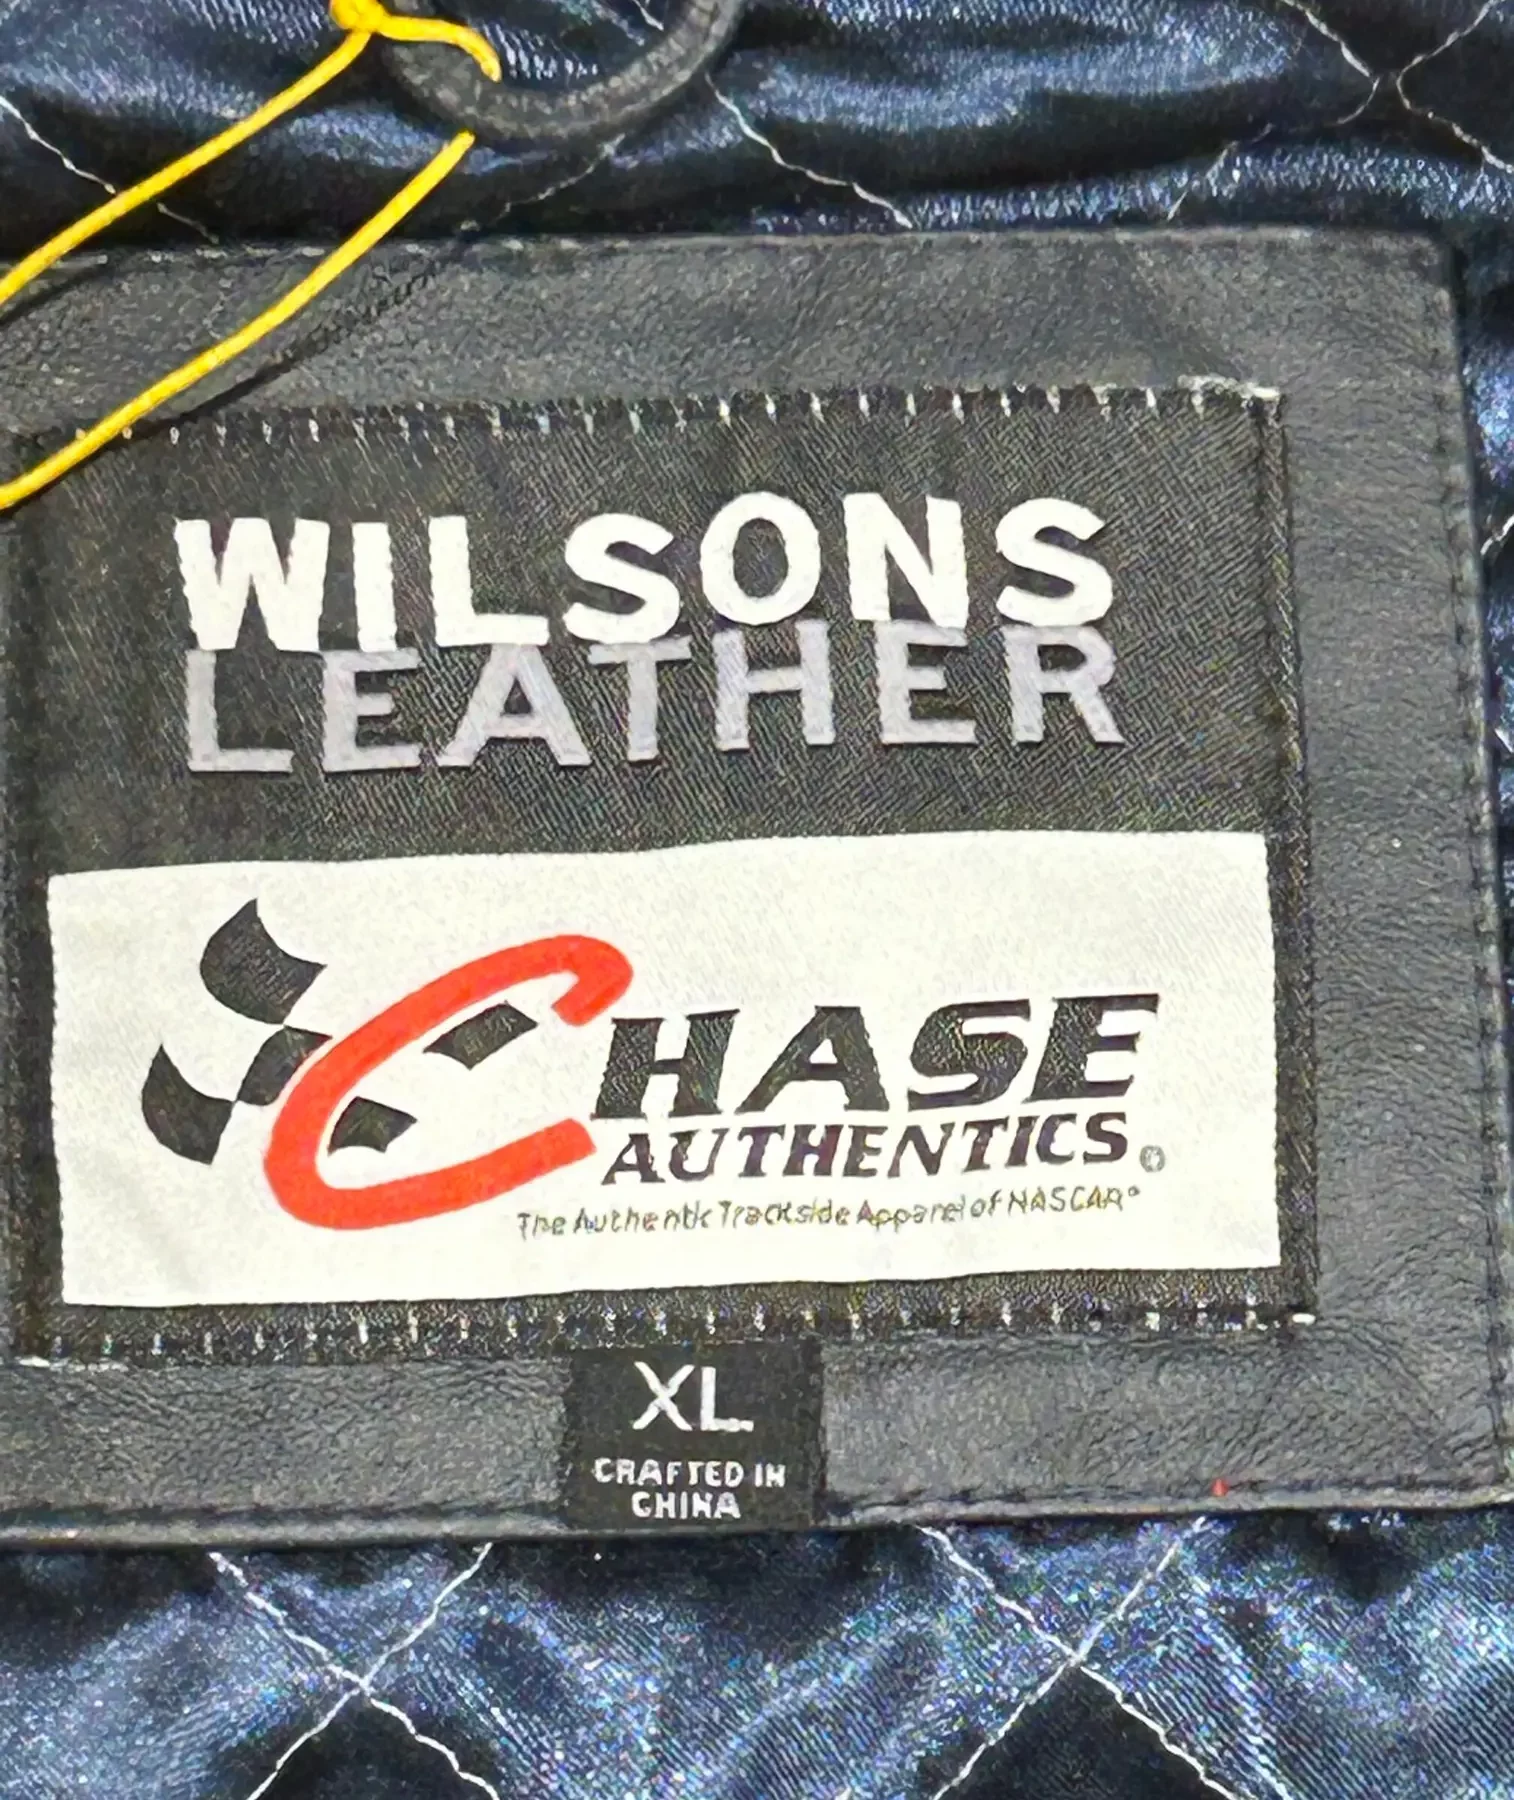 WILSONS
LEATHER
CHASE
AUTHENTICS®
The Authentic Trackside Apparel of NASCAR®
XL
CRAFTED IN
CHINA